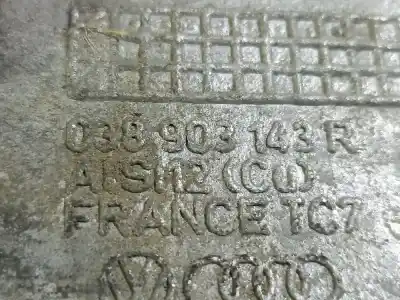 038 903 143 R
AlSi12(Cu)
FRANCE TC7